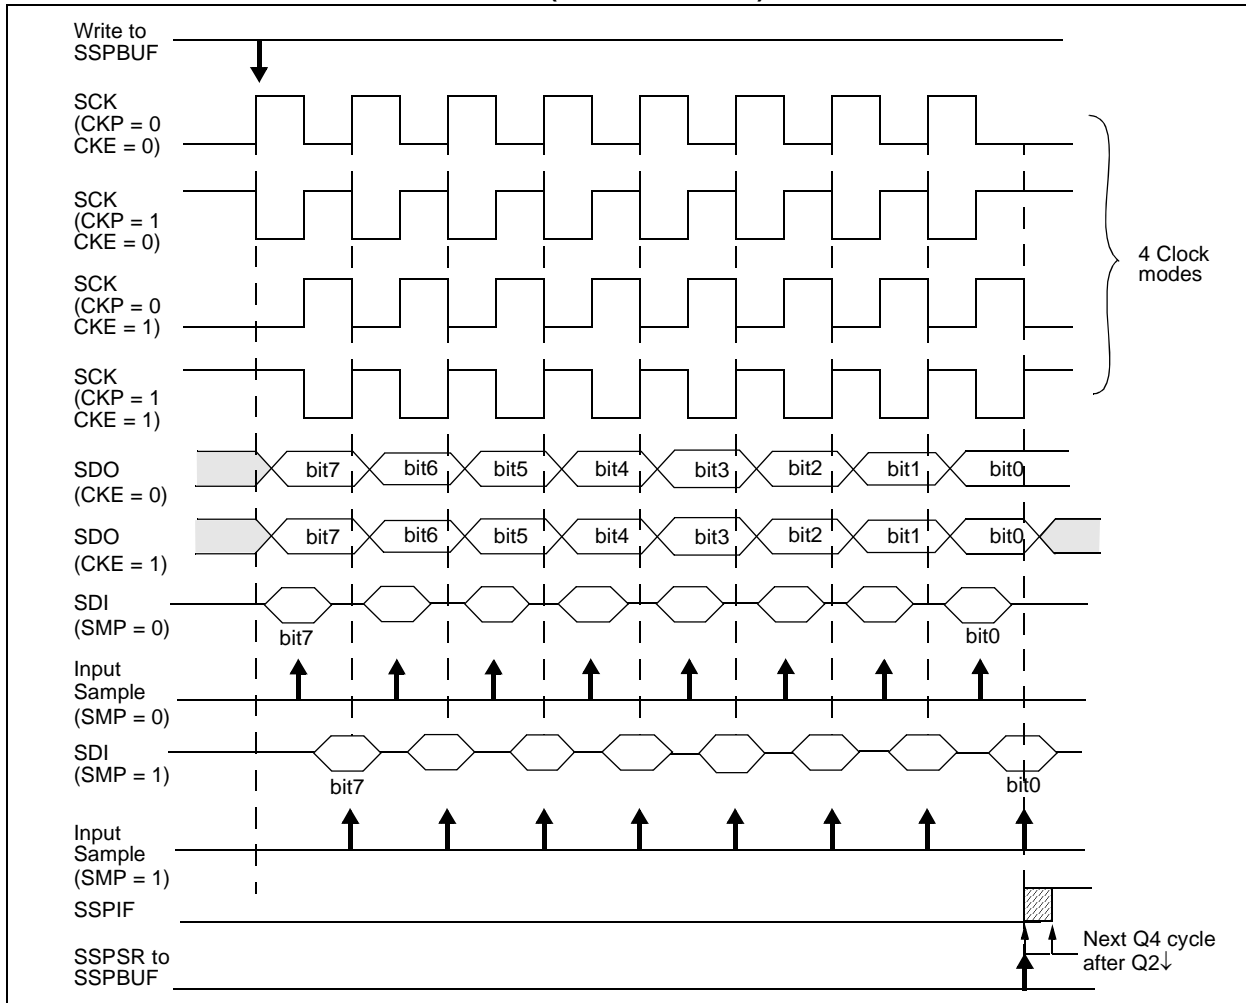 Write to
SSPBUF
SCK
(CKP = 0
CKE = 0)
SCK
(CKP = 1
CKE = 0)
4 Clock
modes
SCK
(CKP = 0
CKE = 1)
SCK
(CKP = 1
CKE = 1)
SDO
(CKE = 0)
bit7 bit6 bit5 bit4 bit3 bit2 bit1 bit0
SDO
(CKE = 1)
bit7 bit6 bit5 bit4 bit3 bit2 bit1 bit0
SDI
(SMP = 0)
bit7 bit0
Input
Sample
(SMP = 0)
SDI
(SMP = 1)
bit7 bit0
Input
Sample
(SMP = 1)
SSPIF
Next Q4 cycle
after Q2↓
SSPSR to
SSPBUF